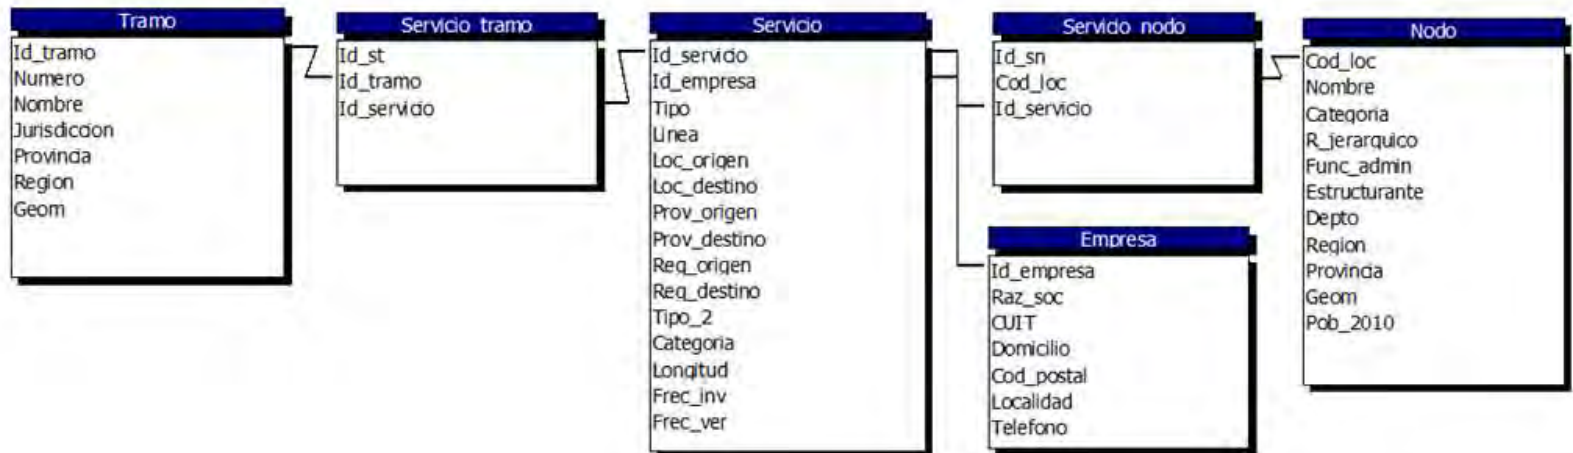 Tramo
Id_tramo
Numero
Nombre
Jurisdiccion
Provincia
Region
Geom
Servicio tramo
Id_st
Id_tramo
Id_servicio
Servicio
Id_servicio
Id_empresa
Tipo
Linea
Loc_origen
Loc_destino
Prov_origen
Prov_destino
Reg_origen
Reg_destino
Tipo_2
Categoria
Longitud
Frec_inv
Frec_ver
Servicio nodo
Id_sn
Cod_loc
Id_servicio
Empresa
Id_empresa
Raz_soc
CUIT
Domicilio
Cod_postal
Localidad
Telefono
Nodo
Cod_loc
Nombre
Categoria
R_jerarquico
Func_admin
Estructurante
Depto
Region
Provincia
Geom
Pob_2010